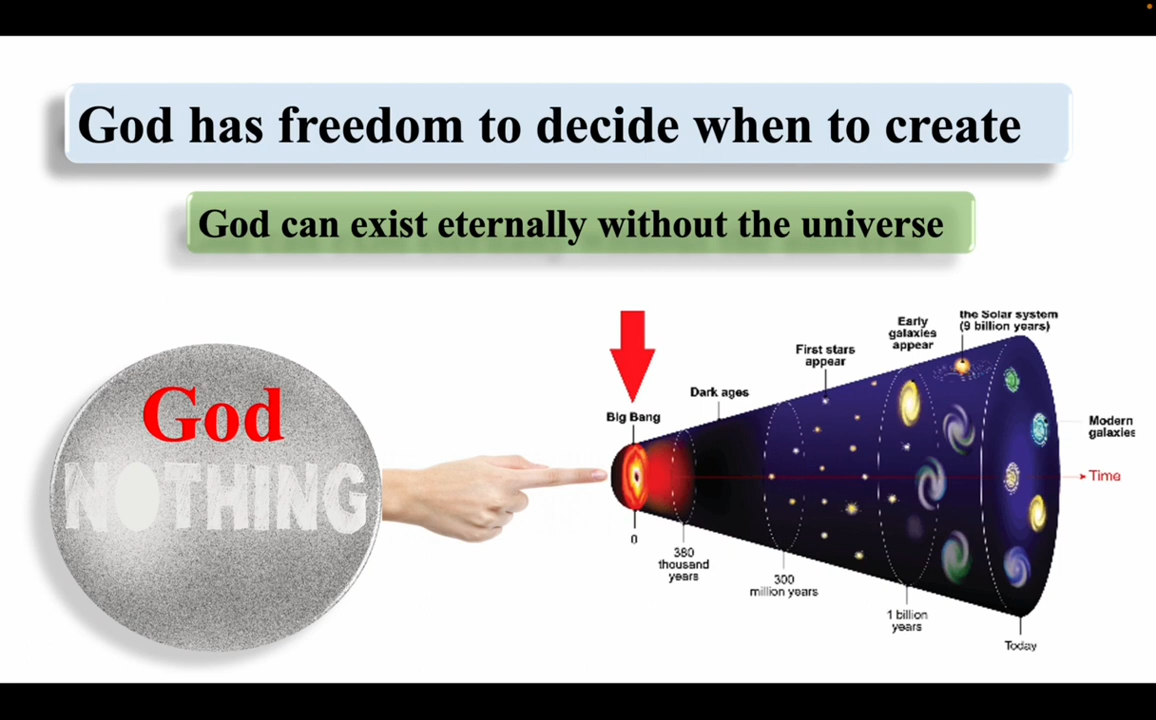 God has freedom to decide when to create
God can exist eternally without the universe
God
NOTHING
Big Bang
Dark ages
First stars
appear
Early
galaxies
appear
the Solar system
(9 billion years)
Modern
galaxies
Time
0
380
thousand
years
300
million years
1 billion
years
Today